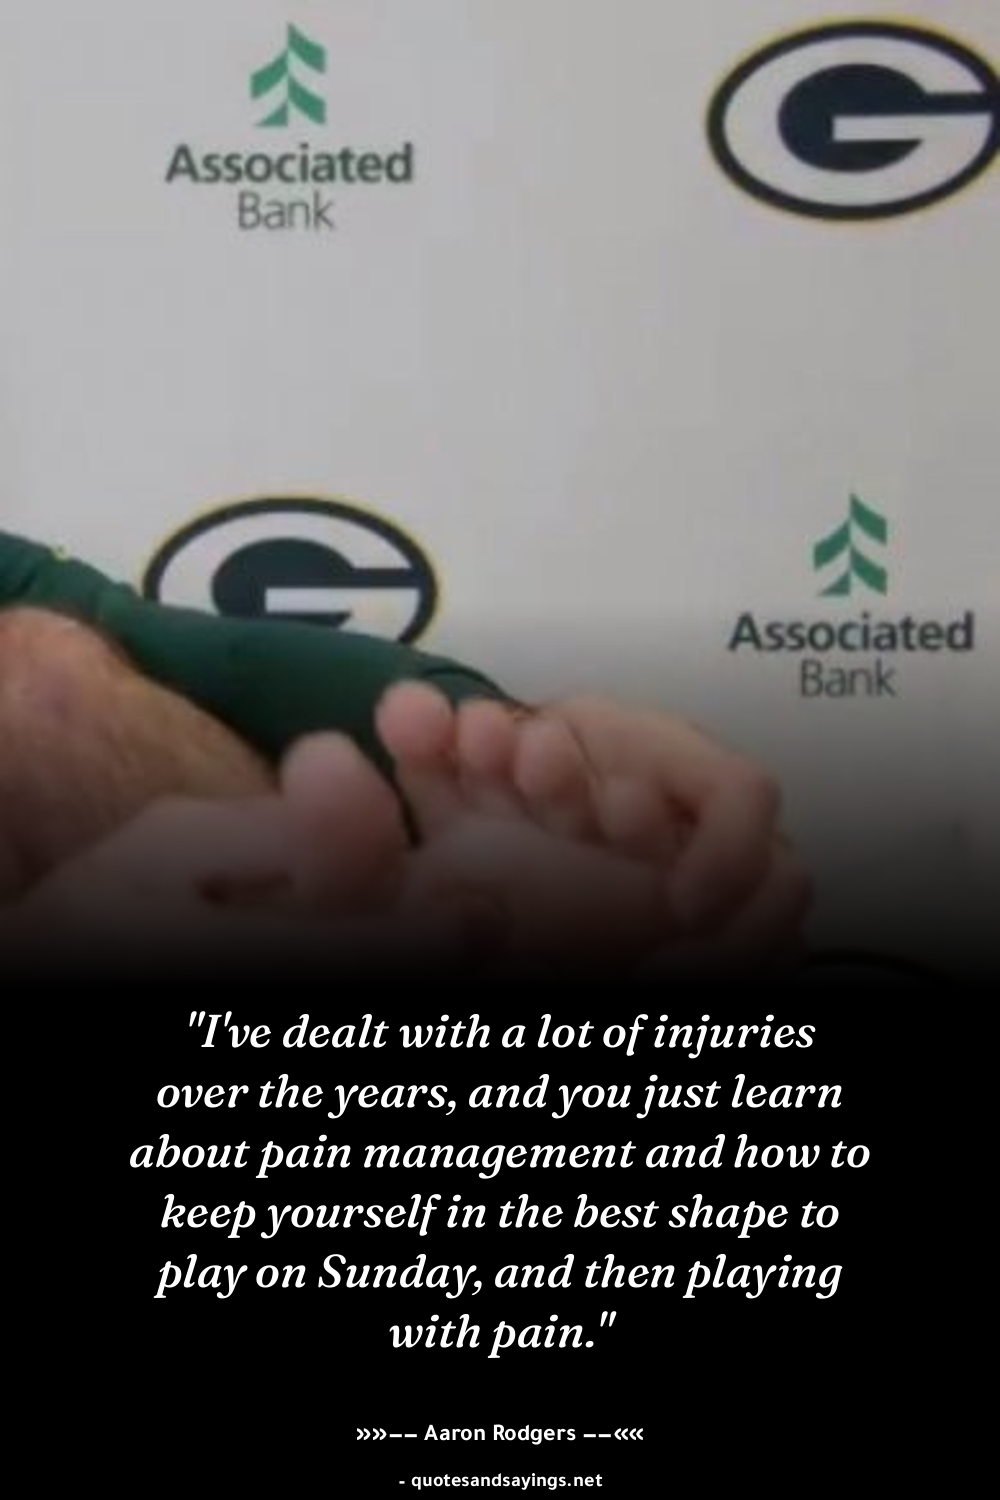 Associated
Bank
G
G
Associated
Bank
"I've dealt with a lot of injuries
over the years, and you just learn
about pain management and how to
keep yourself in the best shape to
play on Sunday, and then playing
with pain."
»»–– Aaron Rodgers ––««
- quotesandsayings.net